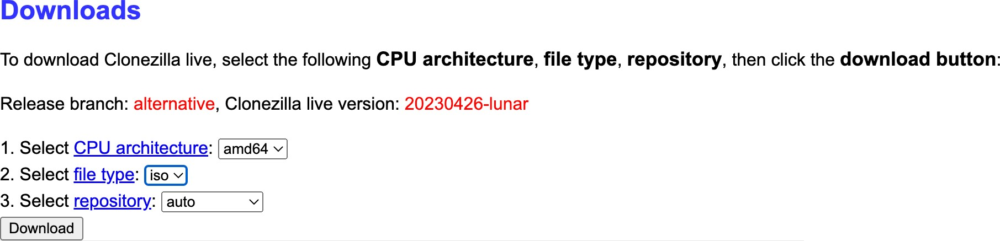 Downloads
To download Clonezilla live, select the following CPU architecture, file type, repository, then click the download button:
Release branch: alternative, Clonezilla live version: 20230426-lunar
1. Select CPU architecture: amd64
2. Select file type: iso
3. Select repository: auto
Download